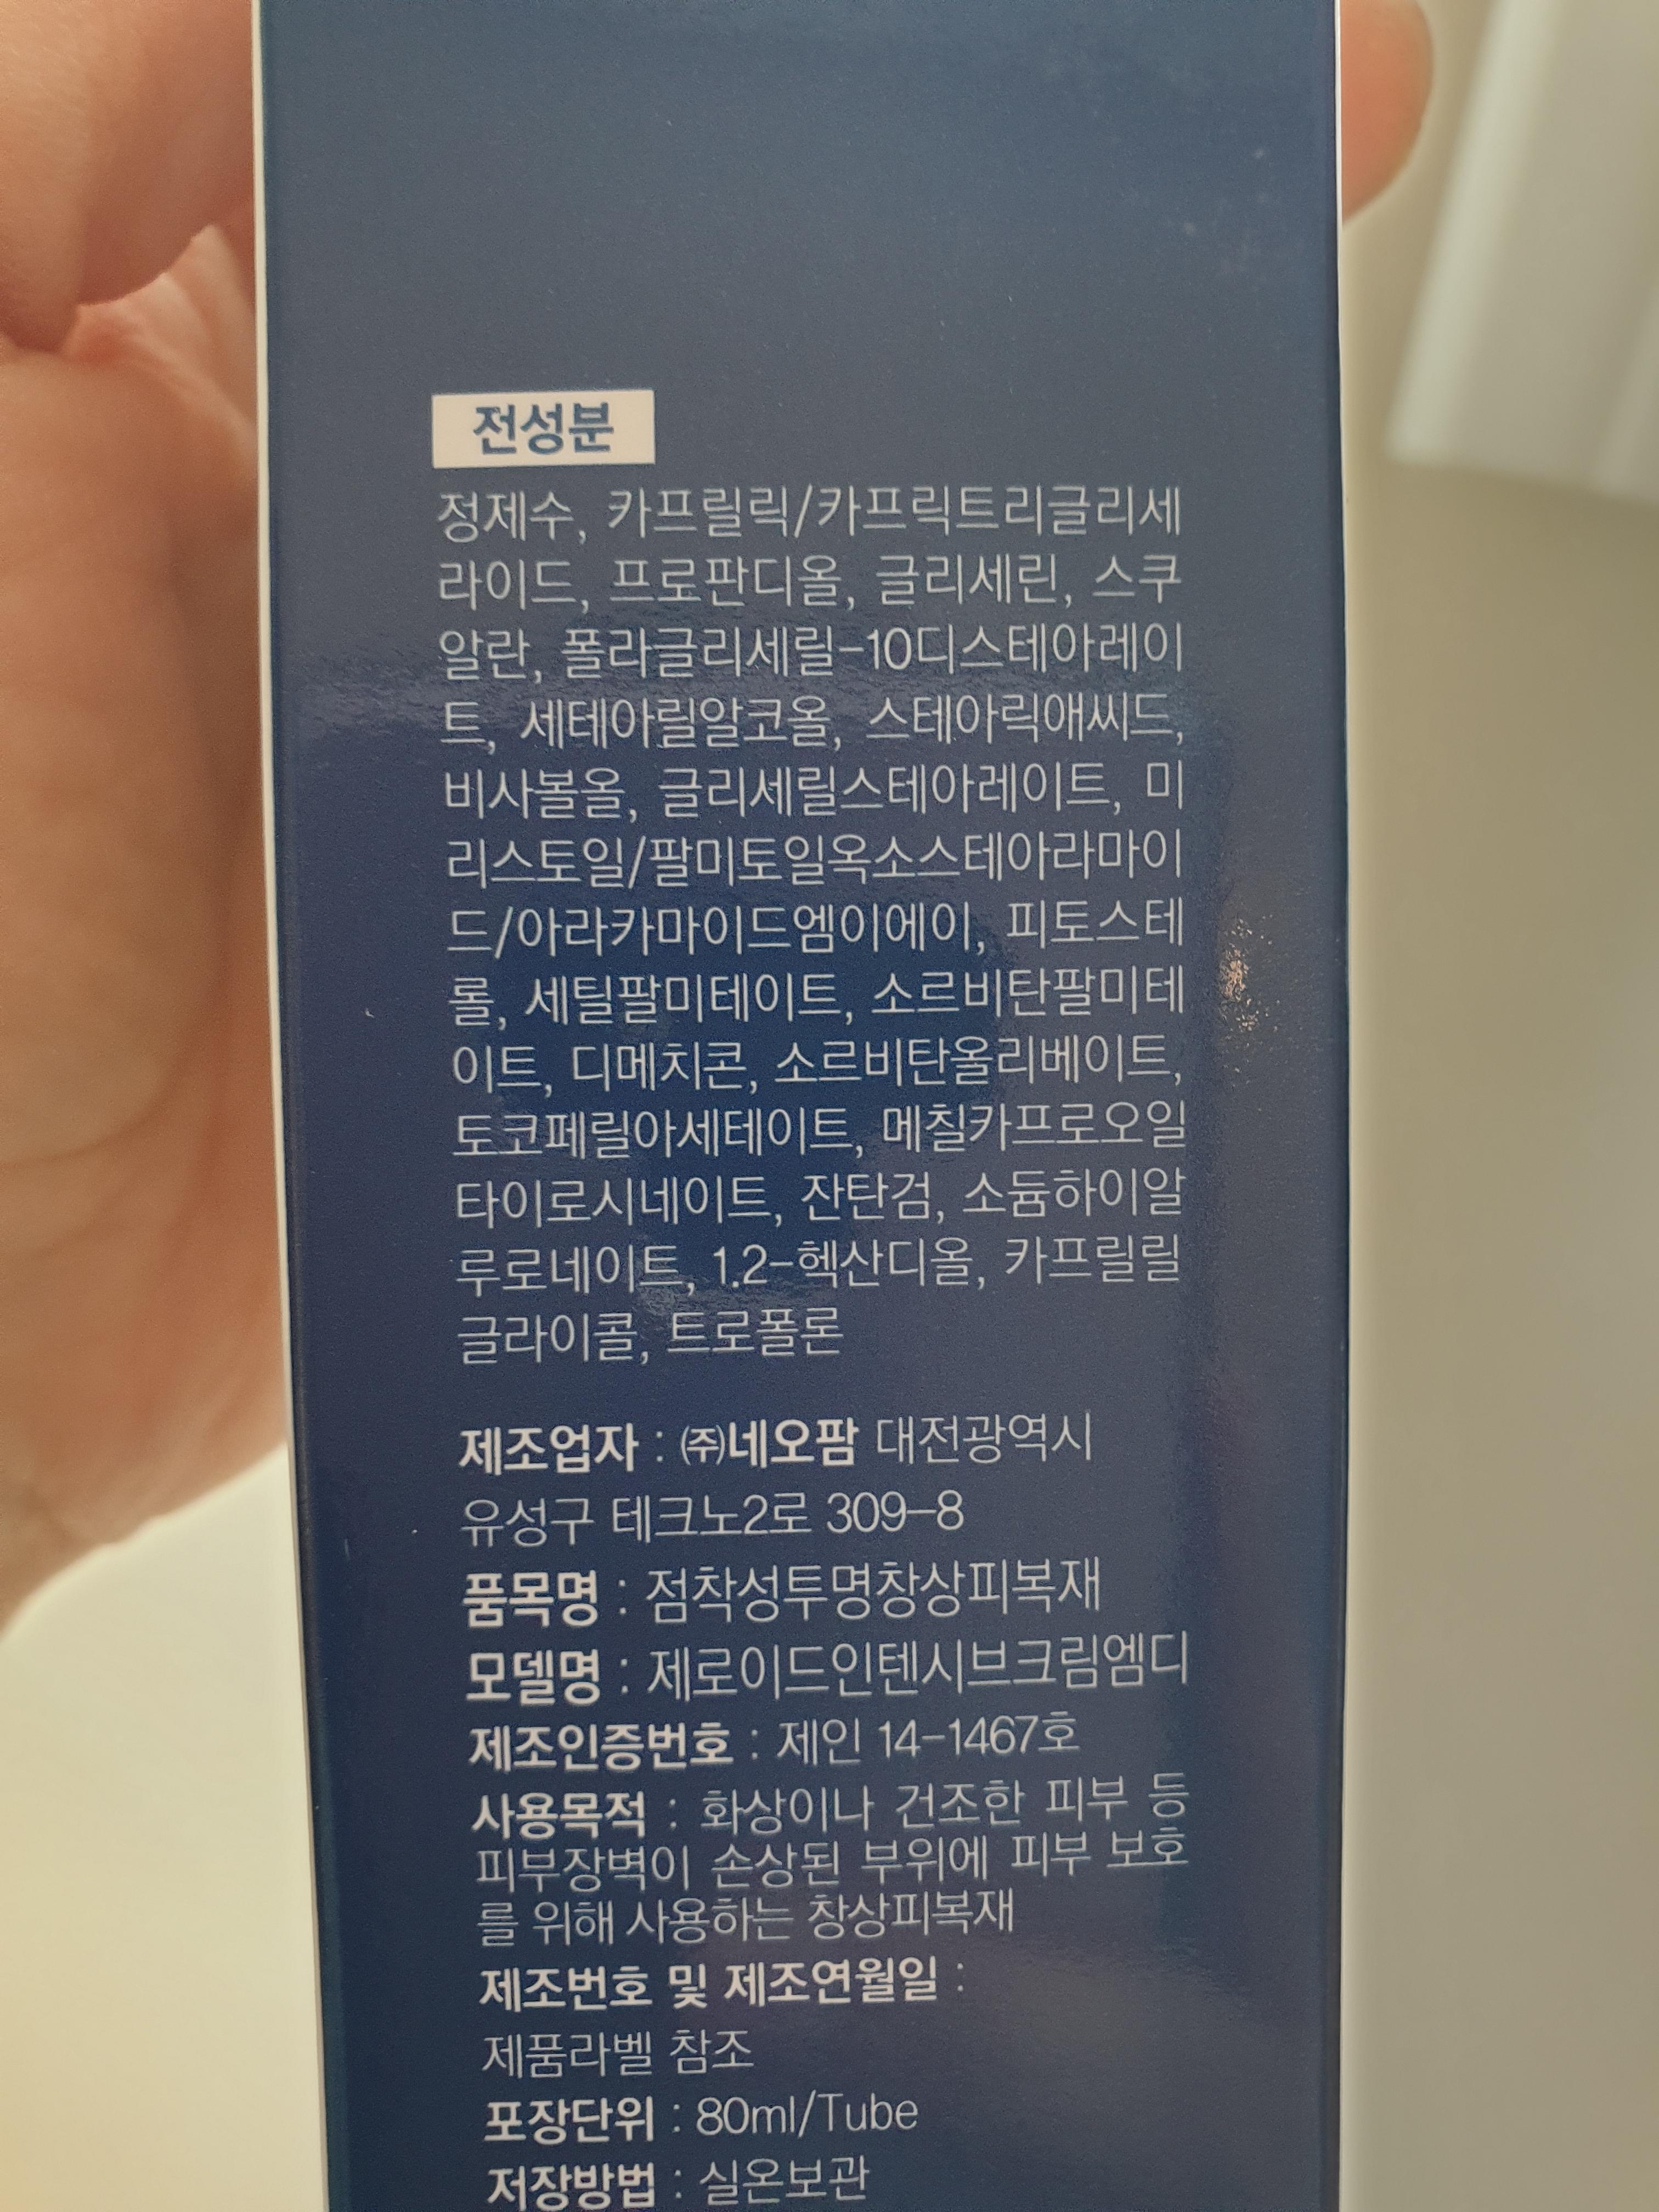 전성분
정제수, 카프릴릭/카프릭트리글리세
라이드, 프로판디올, 글리세린, 스쿠
알란, 폴라글리세릴-10디스테아레이
트, 세테아릴알코올, 스테아릭애씨드,
비사볼올, 글리세릴스테아레이트, 미
리스토일/팔미토일옥소스테아라마이
드/아라카마이드엠이에이, 피토스테
롤, 세틸팔미테이트, 소르비탄팔미테
이트, 디메치콘, 소르비탄올리베이트,
토코페릴아세테이트, 메칠카프로오일
타이로시네이트, 잔탄검, 소듐하이알
루로네이트, 1.2-헥산디올, 카프릴릴
글라이콜, 트로폴론
제조업자 : ㈜네오팜 대전광역시
유성구 테크노2로 309-8
품목명 : 점착성투명창상피복재
모델명 : 제로이드인텐시브크림엠디
제조인증번호 : 제인 14-1467호
사용목적 : 화상이나 건조한 피부 등
피부장벽이 손상된 부위에 피부 보호
를 위해 사용하는 창상피복재
제조번호 및 제조연월일 :
제품라벨 참조
포장단위 : 80ml/Tube
저장방법 : 실온보관